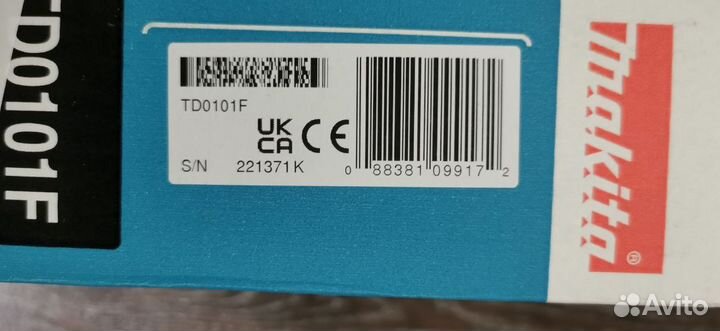 TD0101F
TD0101F
UK
CA CE
S/N 221371K
0 88381 09917 2
makita®
Avito